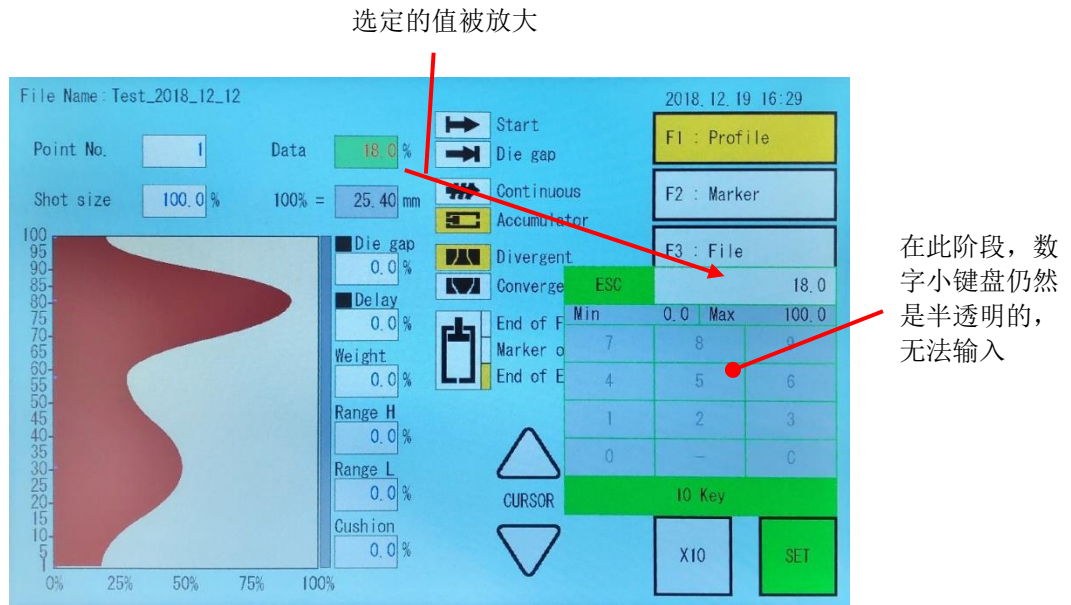 选定的值被放大
File Name:Test_2018_12_12
2018.12.19 16:29
Point No. 1 Data 18.0 %
Shot size 100.0 % 100% = 25.40 mm
Start
Die gap
Continuous
Accumulator
Divergent
Converge
End of F
Marker o
End of E
F1 : Profile
F2 : Marker
F3 : File
100
95
90
85
80
75
70
65
60
55
50
45
40
35
30
25
20
15
10
5
1
0% 25% 50% 75% 100%
Die gap
0.0 %
Delay
0.0 %
Weight
0.0 %
Range H
0.0 %
Range L
0.0 %
Cushion
0.0 %
CURSOR
ESC 18.0
Min 0.0 Max 100.0
7 8 9
4 5 6
1 2 3
0 - C
10 Key
X10 SET
在此阶段，数
字小键盘仍然
是半透明的，
无法输入